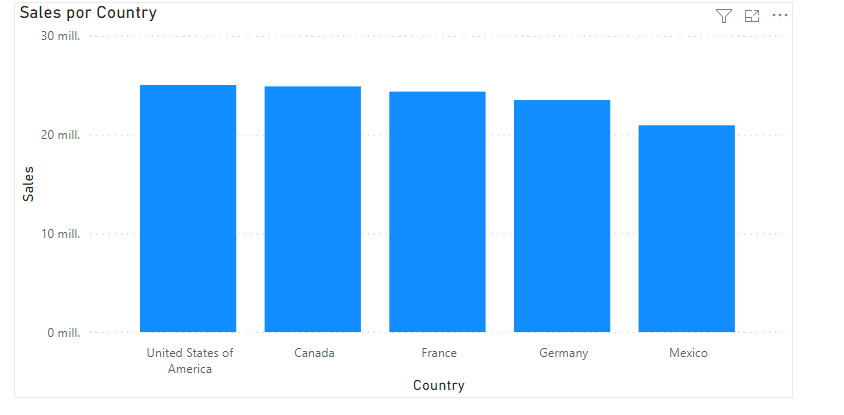 Sales por Country
30 mill.
20 mill.
10 mill.
0 mill.
Sales
United States of
America
Canada
France
Germany
Mexico
Country